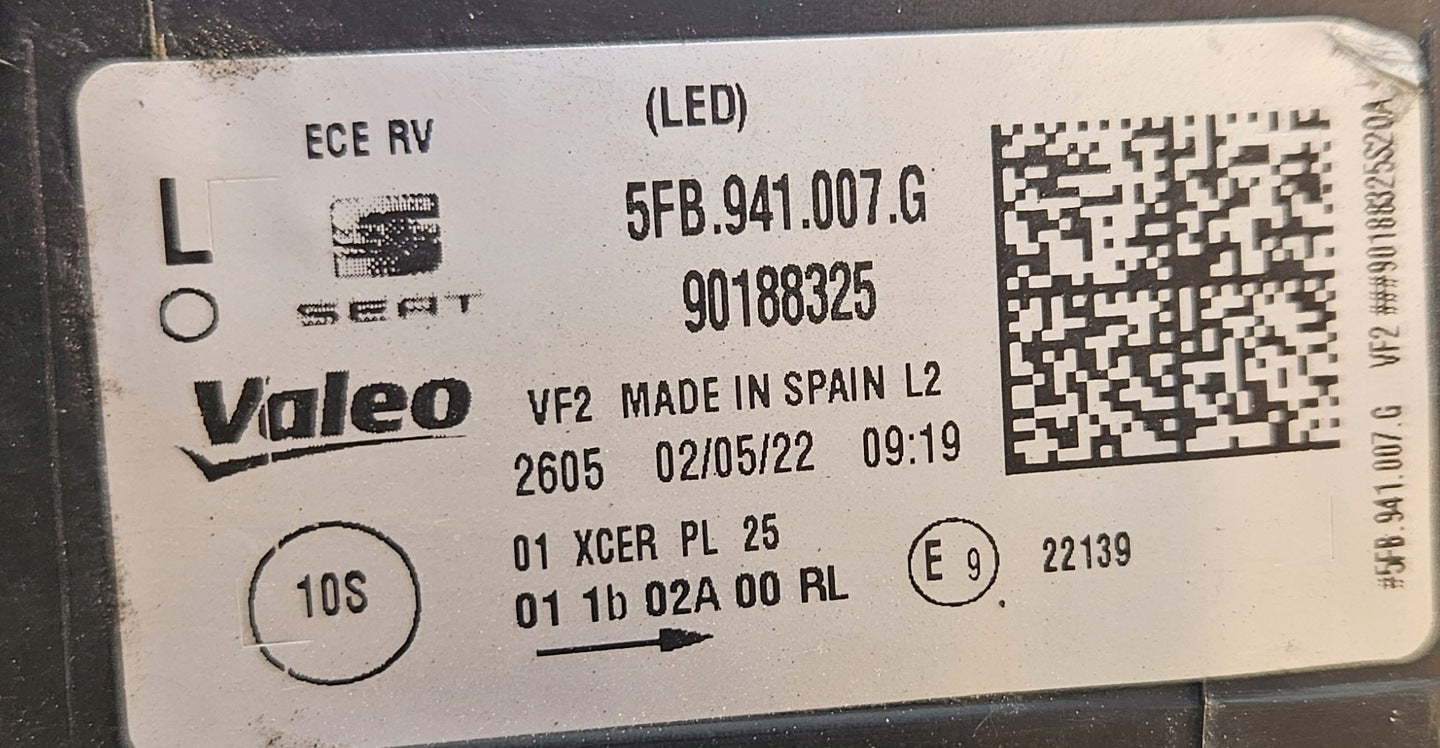 (LED)
ECE RV
L
5FB.941.007.G
SEAT
90188325
Valeo
VF2 MADE IN SPAIN L2
2605 02/05/22 09:19
10S
01 XCER PL 25
01 1b 02A 00 RL
E 9 22139
#5FB.941.007.G VF2 ###90188325S20A